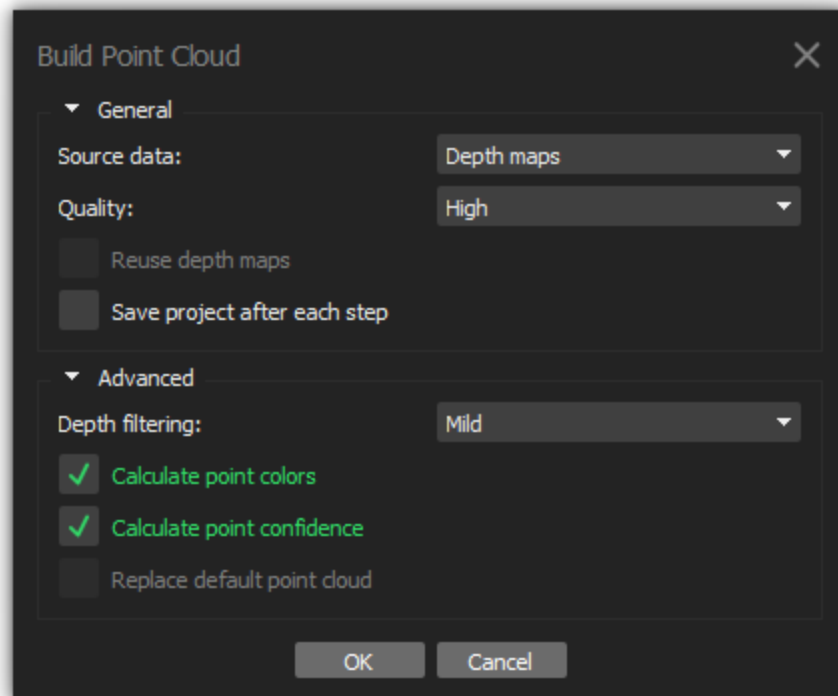 Build Point Cloud
General
Source data: Depth maps
Quality: High
Reuse depth maps
Save project after each step
Advanced
Depth filtering: Mild
Calculate point colors
Calculate point confidence
Replace default point cloud
OK Cancel